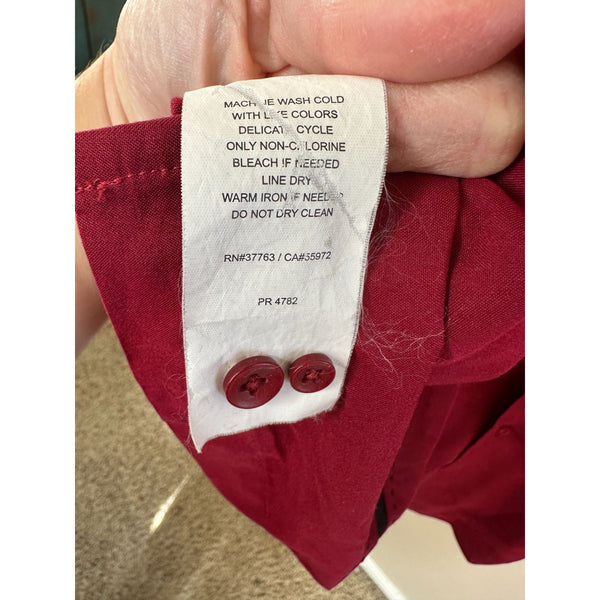 MACHINE WASH COLD
WITH LIKE COLORS
DELICATE CYCLE
ONLY NON-CHLORINE
BLEACH IF NEEDED
LINE DRY
WARM IRON IF NEEDED
DO NOT DRY CLEAN
RN#37763 / CA#55972
PR 4782